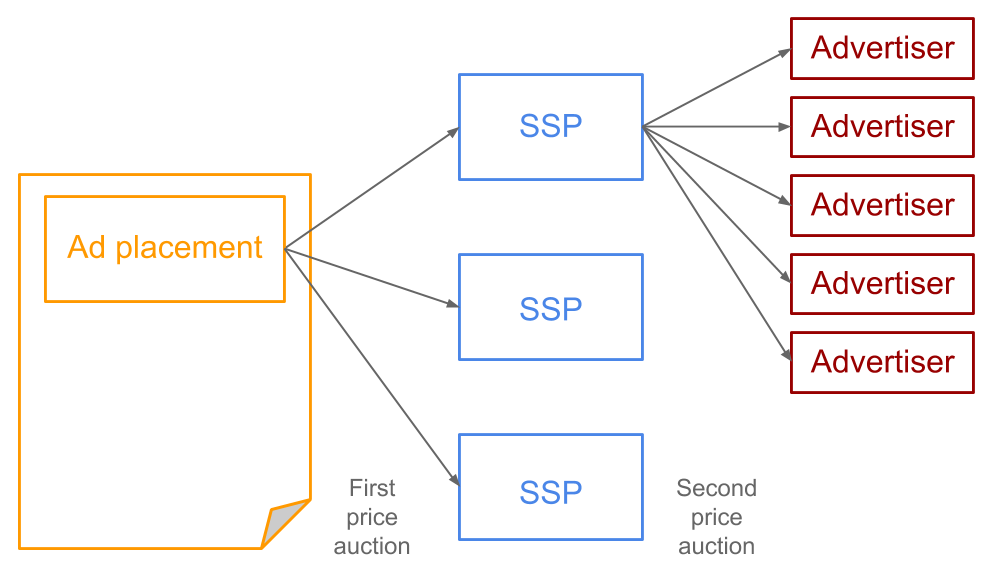 Ad placement
SSP
SSP
SSP
Advertiser
Advertiser
Advertiser
Advertiser
Advertiser
First
price
auction
Second
price
auction